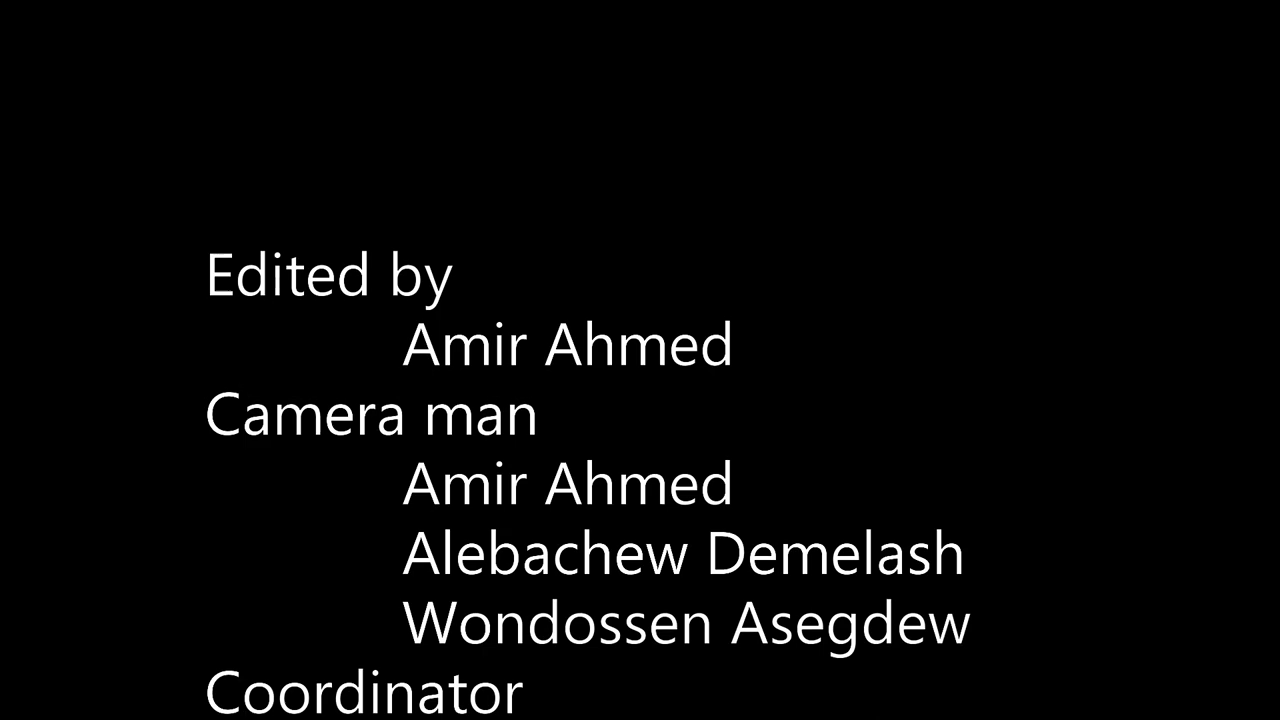 Edited by
Amir Ahmed
Camera man
Amir Ahmed
Alebachew Demelash
Wondossen Asegdew
Coordinator